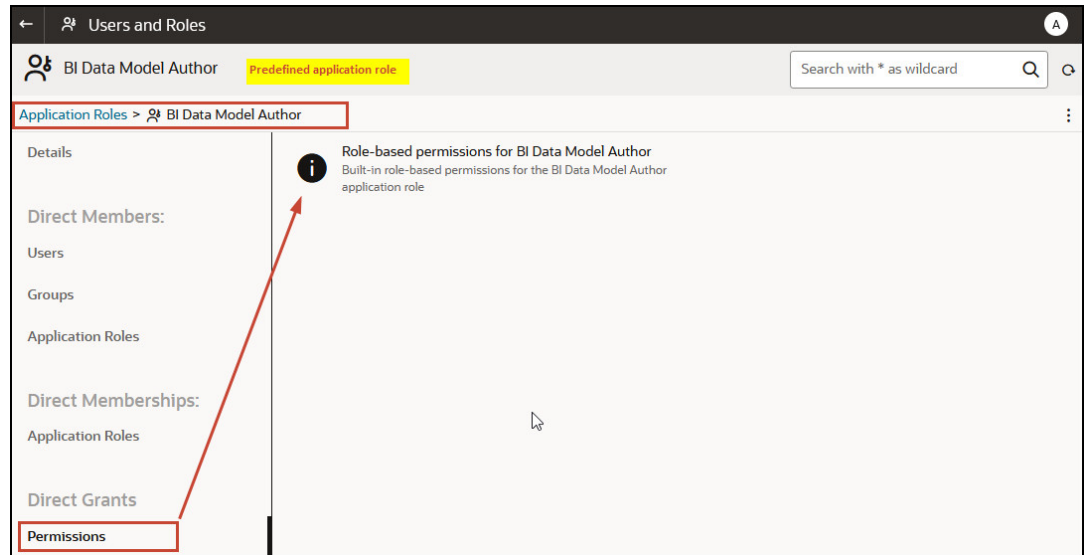 Users and Roles
A
BI Data Model Author
Predefined application role
Search with * as wildcard
Application Roles > BI Data Model Author
Details
Role-based permissions for BI Data Model Author
Built-in role-based permissions for the BI Data Model Author
application role
Direct Members:
Users
Groups
Application Roles
Direct Memberships:
Application Roles
Direct Grants
Permissions